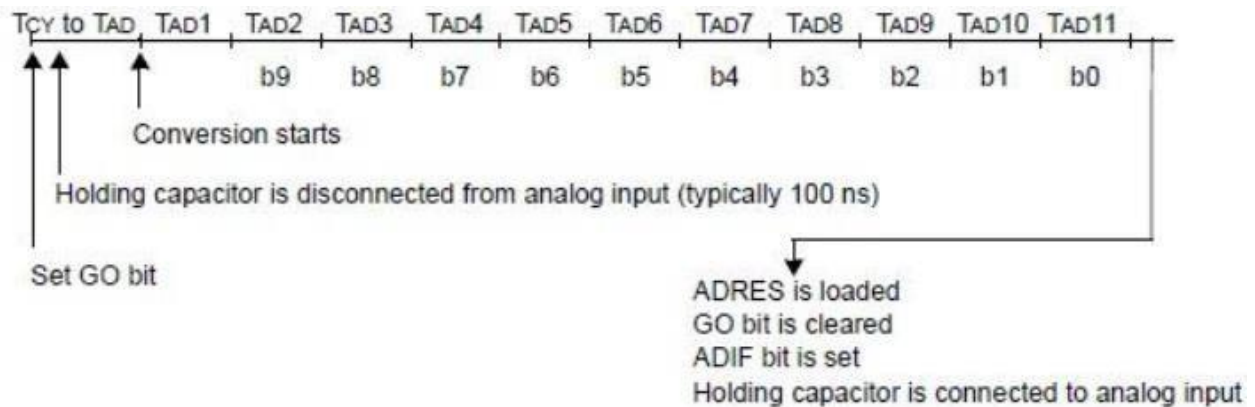 TCY to TAD TAD1 TAD2 TAD3 TAD4 TAD5 TAD6 TAD7 TAD8 TAD9 TAD10 TAD11
b9 b8 b7 b6 b5 b4 b3 b2 b1 b0
Conversion starts
Holding capacitor is disconnected from analog input (typically 100 ns)
Set GO bit
ADRES is loaded
GO bit is cleared
ADIF bit is set
Holding capacitor is connected to analog input